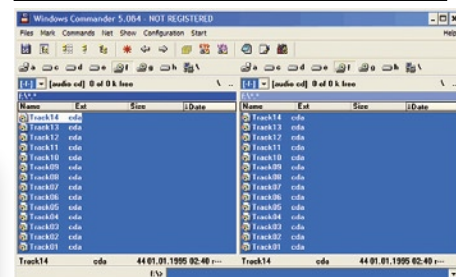 Windows Commander 5.0β4 - NOT REGISTERED
Files Mark Commands Net Show Configuration Start Help
a c d e f g h \ a c d e f g h \
[-f-] [audio cd] 0 of 0 k free \ .. [-f-] [audio cd] 0 of 0 k free \ ..
f:\*.* f:\*.*
Name Ext Size ↓Date Name Ext Size ↓Date
Track14 cda Track14 cda
Track13 cda Track13 cda
Track12 cda Track12 cda
Track11 cda Track11 cda
Track10 cda Track10 cda
Track09 cda Track09 cda
Track08 cda Track08 cda
Track07 cda Track07 cda
Track06 cda Track06 cda
Track05 cda Track05 cda
Track04 cda Track04 cda
Track03 cda Track03 cda
Track02 cda Track02 cda
Track01 cda Track01 cda
Track14 cda 44 01.01.1995 02:40 r--- Track14 cda 44 01.01.1995 02:40 r---
f:\>